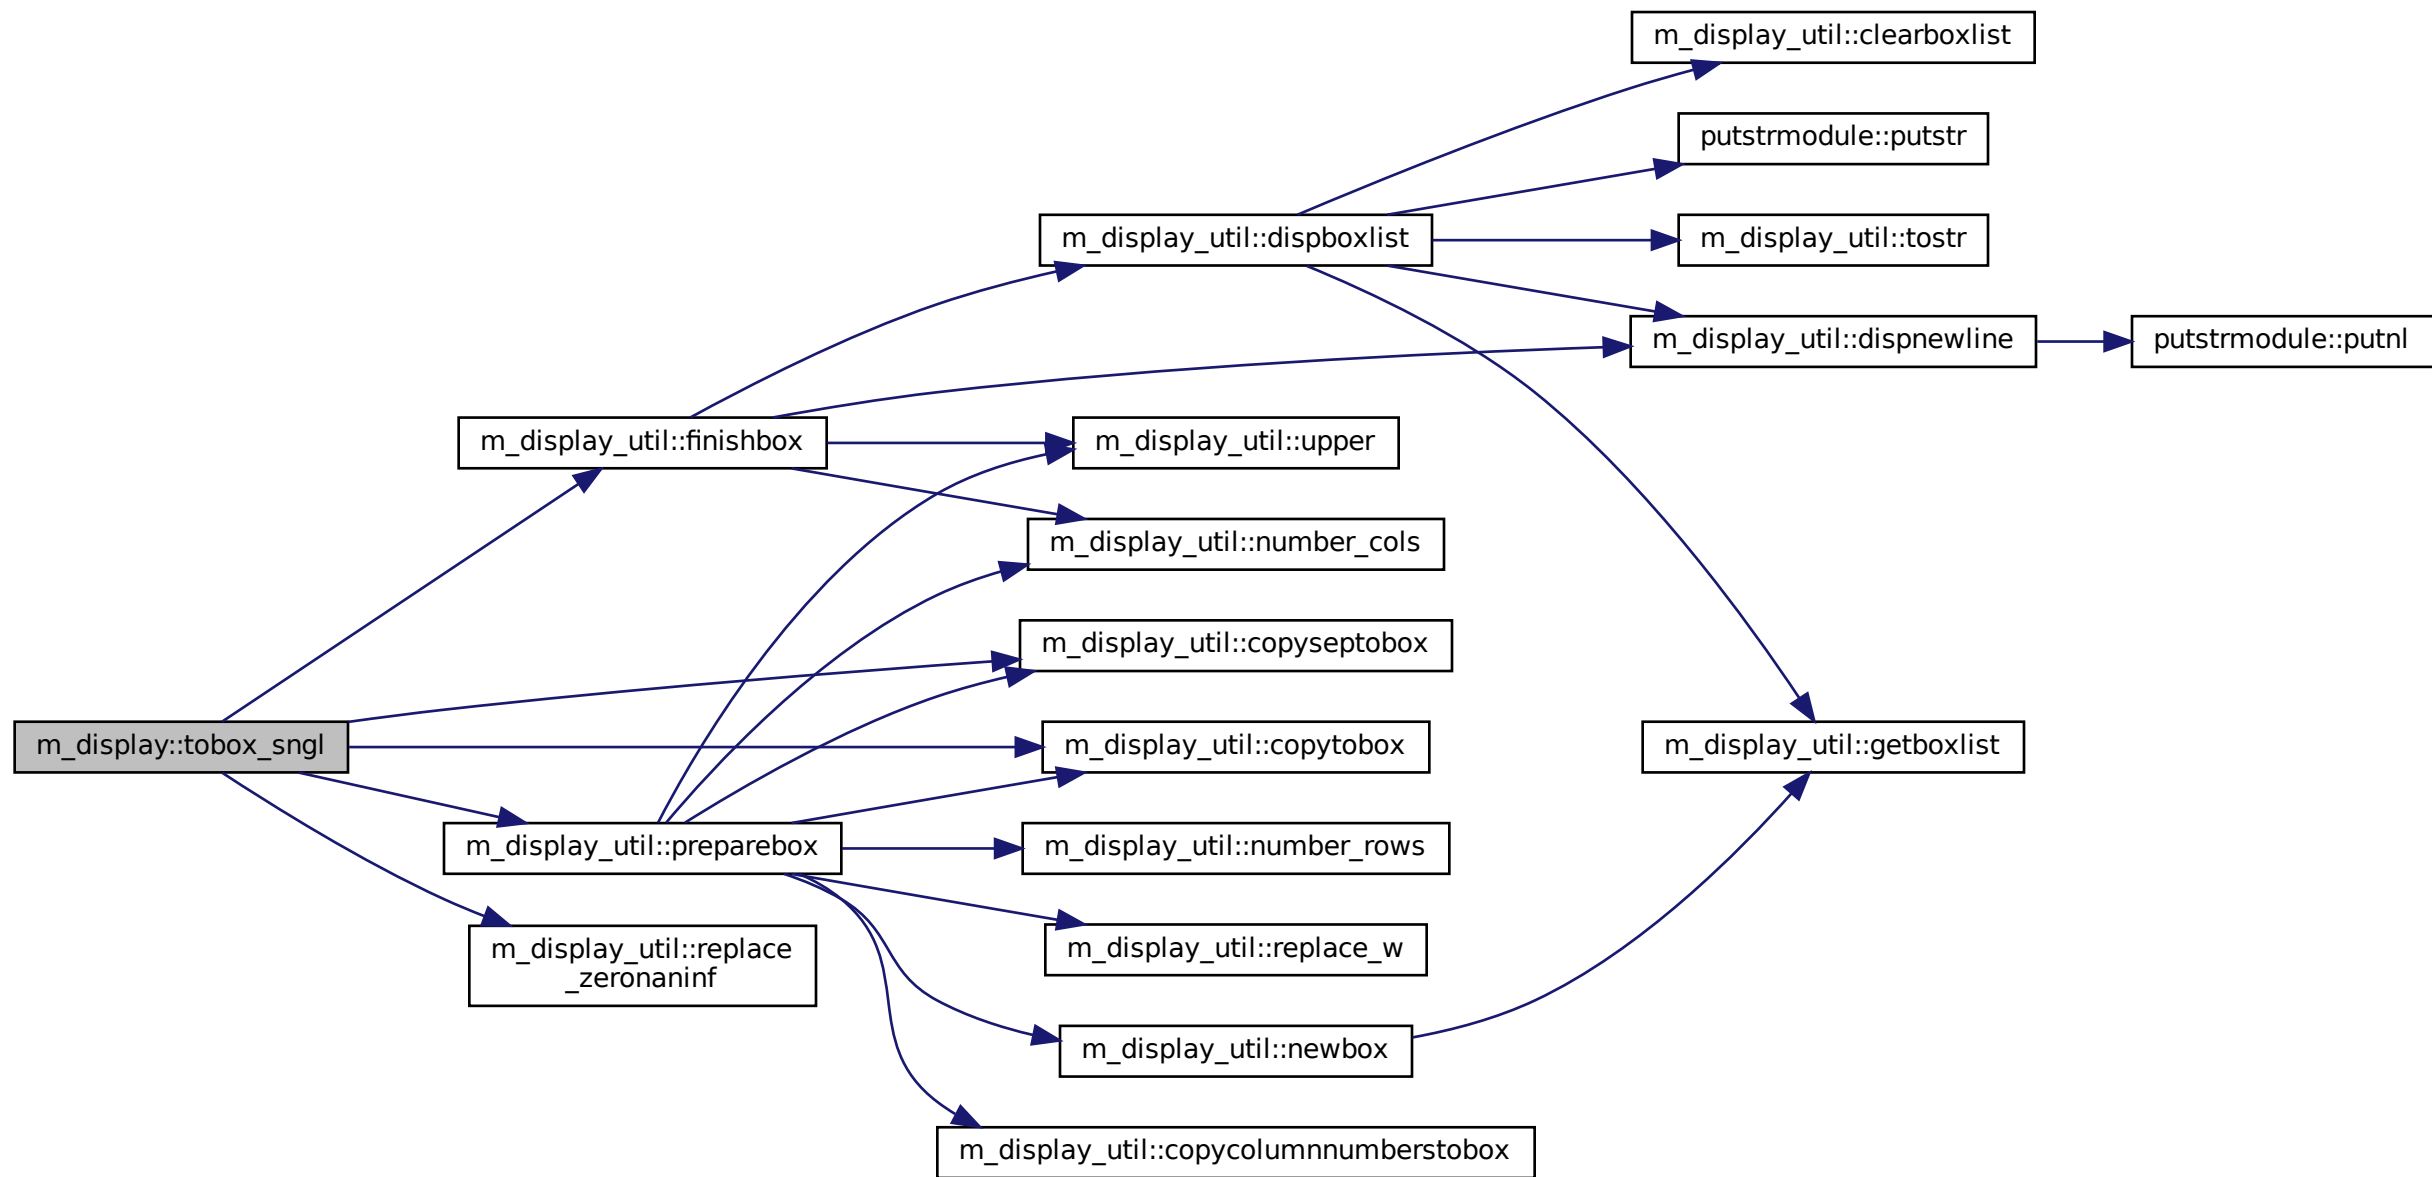 m_display_util::clearboxlist
putstrmodule::putstr
m_display_util::dispboxlist
m_display_util::tostr
m_display_util::dispnewline
putstrmodule::putnl
m_display_util::finishbox
m_display_util::upper
m_display_util::number_cols
m_display_util::copyseptobox
m_display::tobox_sngl
m_display_util::copytobox
m_display_util::getboxlist
m_display_util::preparebox
m_display_util::number_rows
m_display_util::replace
_zeronaninf
m_display_util::replace_w
m_display_util::newbox
m_display_util::copycolumnnumberstobox